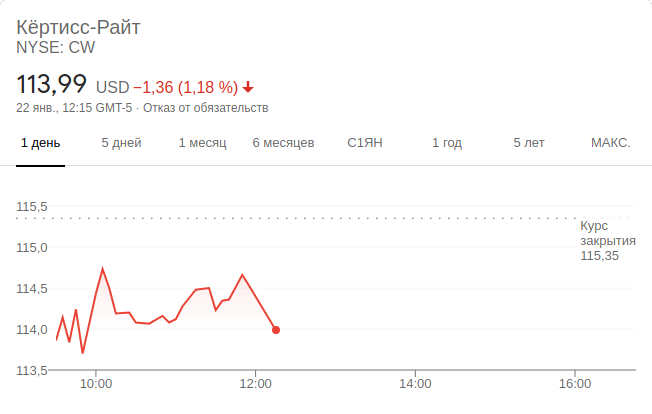 Кёртисс-Райт
NYSE: CW
113,99 USD −1,36 (1,18 %)
22 янв., 12:15 GMT-5 · Отказ от обязательств
1 день 5 дней 1 месяц 6 месяцев С1ЯН 1 год 5 лет МАКС.
115,5
Курс
закрытия
115,35
115,0
114,5
114,0
113,5
10:00 12:00 14:00 16:00